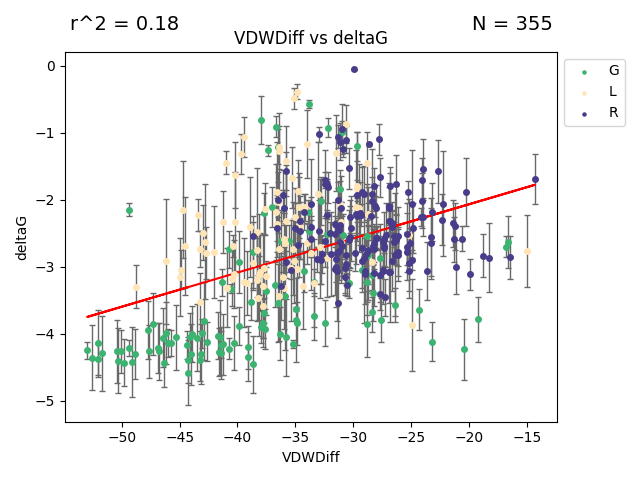 r^2 = 0.18
N = 355
VDWDiff vs deltaG
G
L
R
0
−1
−2
−3
−4
−5
deltaG
−50
−45
−40
−35
−30
−25
−20
−15
VDWDiff